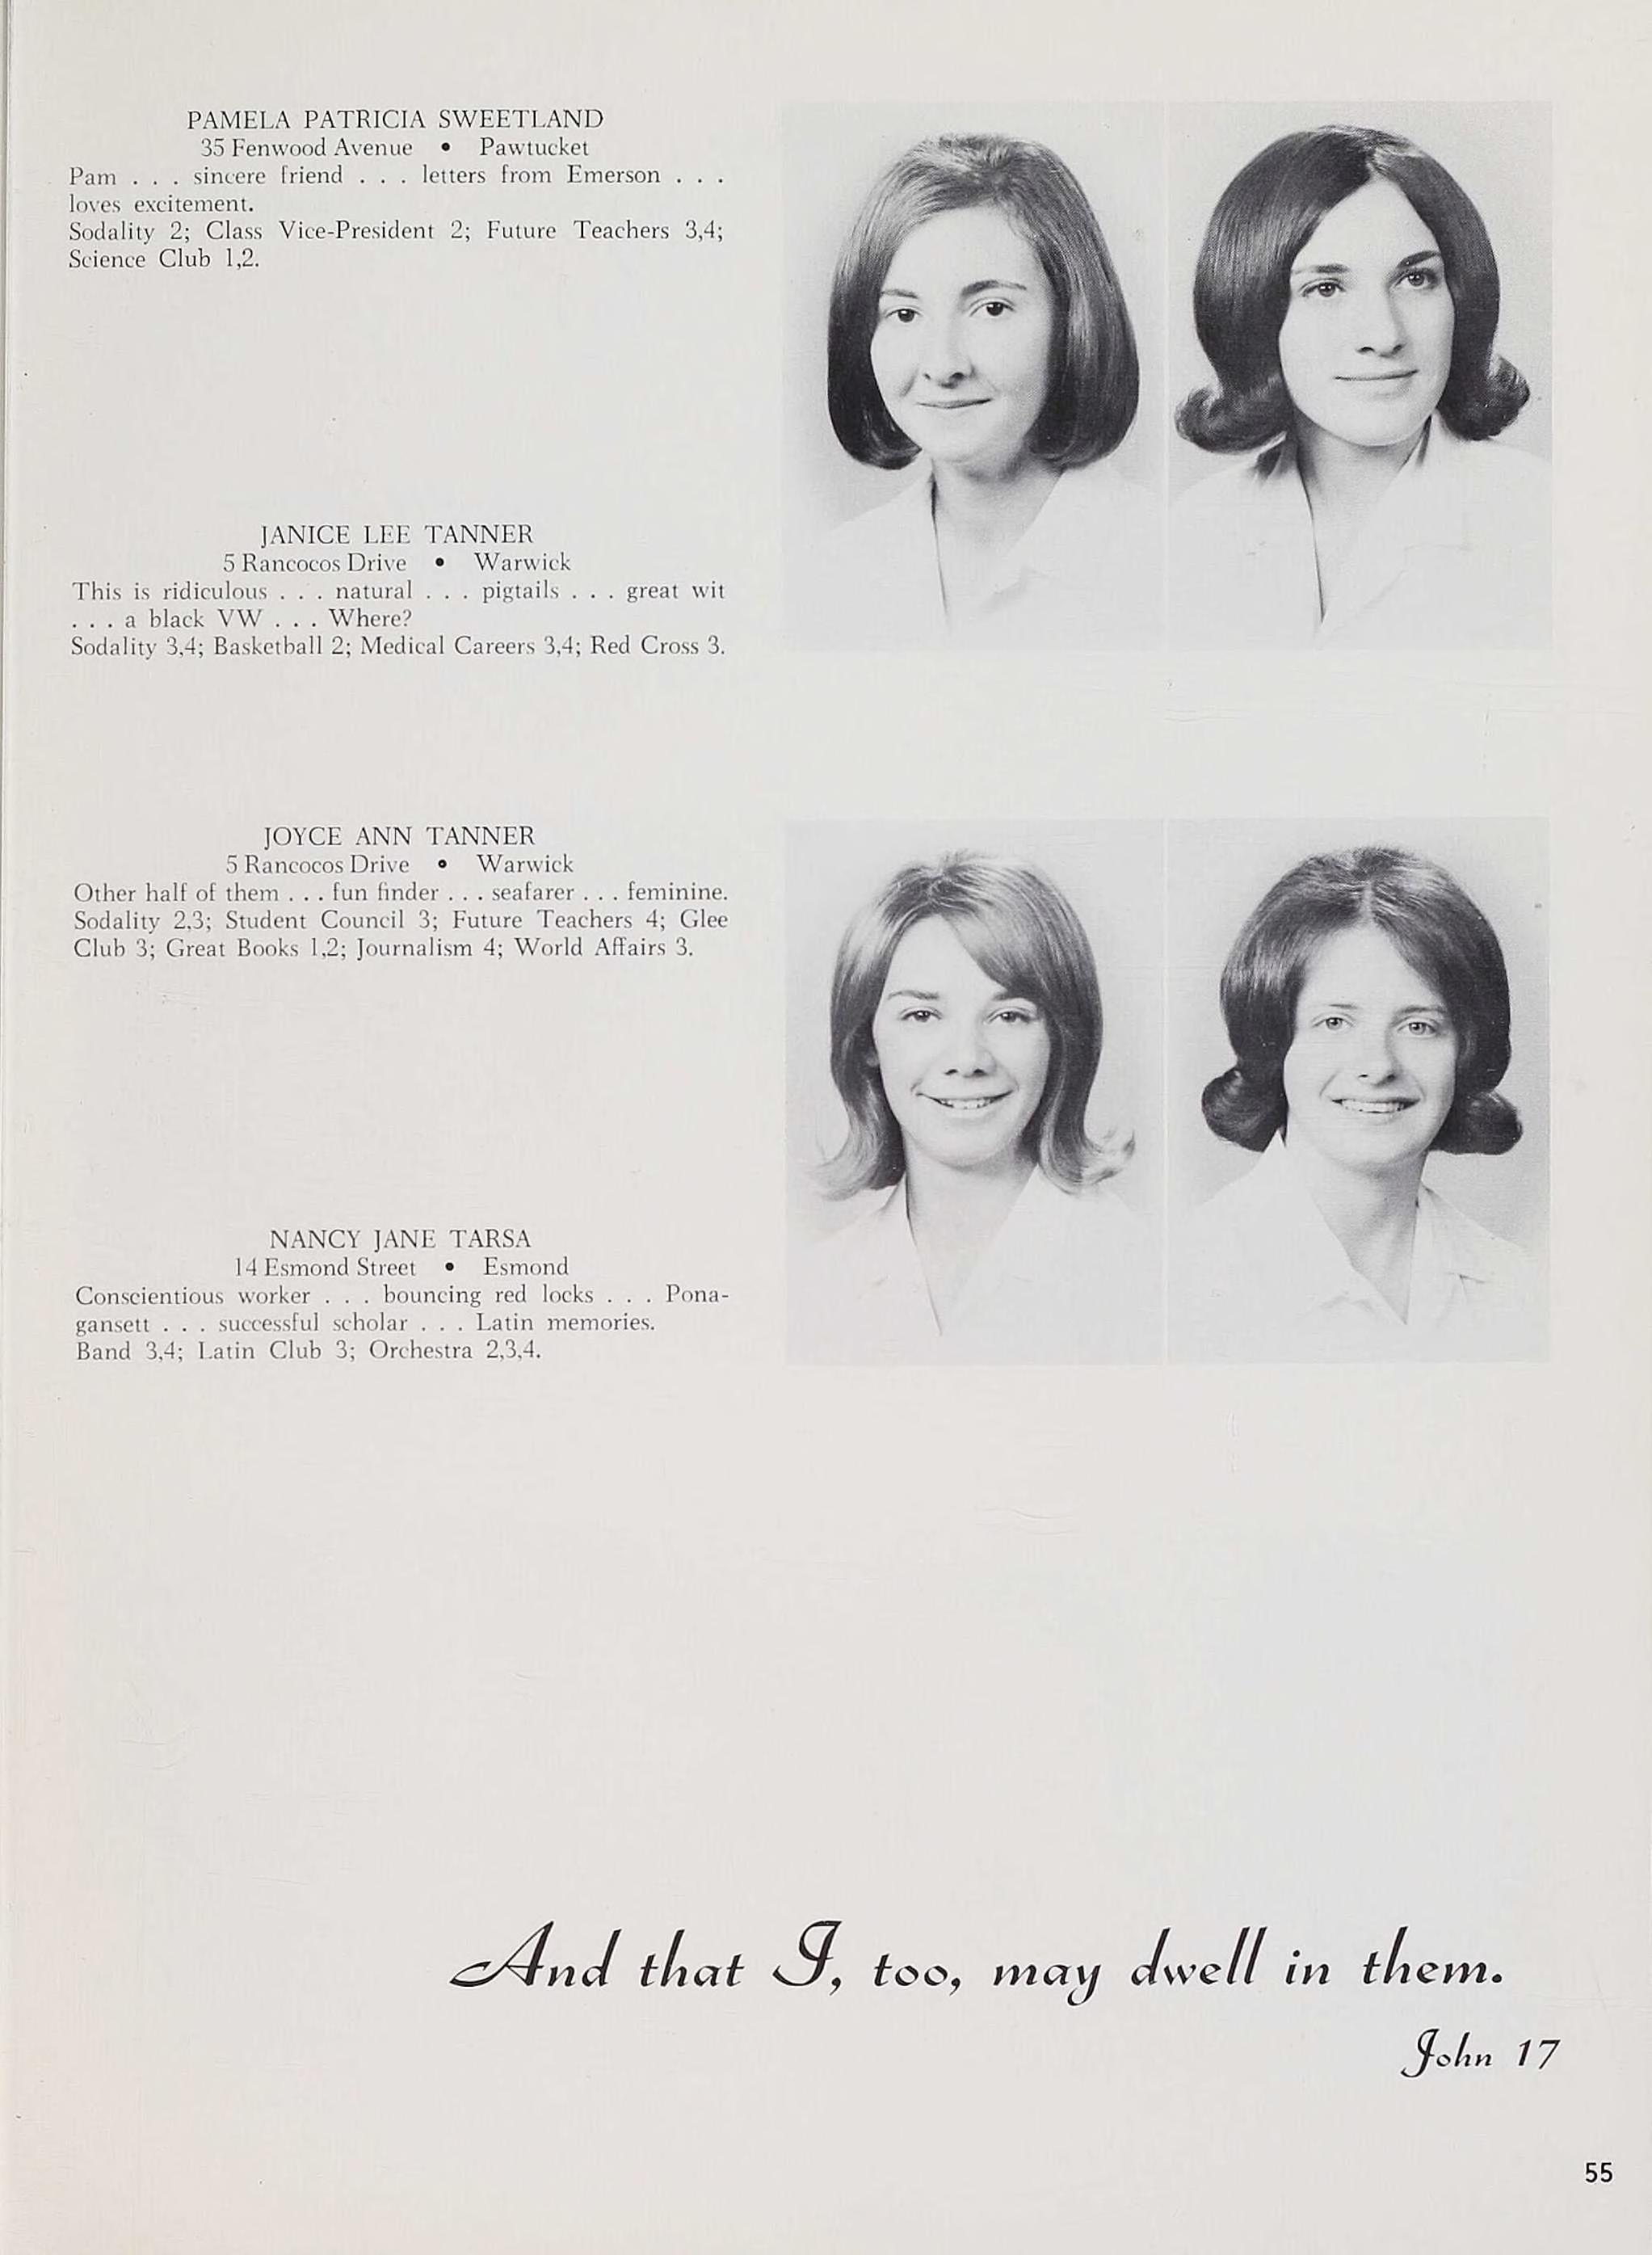 PAMELA PATRICIA SWEETLAND
35 Fenwood Avenue • Pawtucket
Pam . . . sincere friend . . . letters from Emerson . . .
loves excitement.
Sodality 2; Class Vice-President 2; Future Teachers 3,4;
Science Club 1,2.
JANICE LEE TANNER
5 Rancocos Drive • Warwick
This is ridiculous . . . natural . . . pigtails . . . great wit
. . . a black VW . . . Where?
Sodality 3,4; Basketball 2; Medical Careers 3,4; Red Cross 3.
JOYCE ANN TANNER
5 Rancocos Drive • Warwick
Other half of them . . . fun finder . . . seafarer . . . feminine.
Sodality 2,3; Student Council 3; Future Teachers 4; Glee
Club 3; Great Books 1,2; Journalism 4; World Affairs 3.
NANCY JANE TARSA
14 Esmond Street • Esmond
Conscientious worker . . . bouncing red locks . . . Pona-
gansett . . . successful scholar . . . Latin memories.
Band 3,4; Latin Club 3; Orchestra 2,3,4.
And that I, too, may dwell in them.
John 17
55